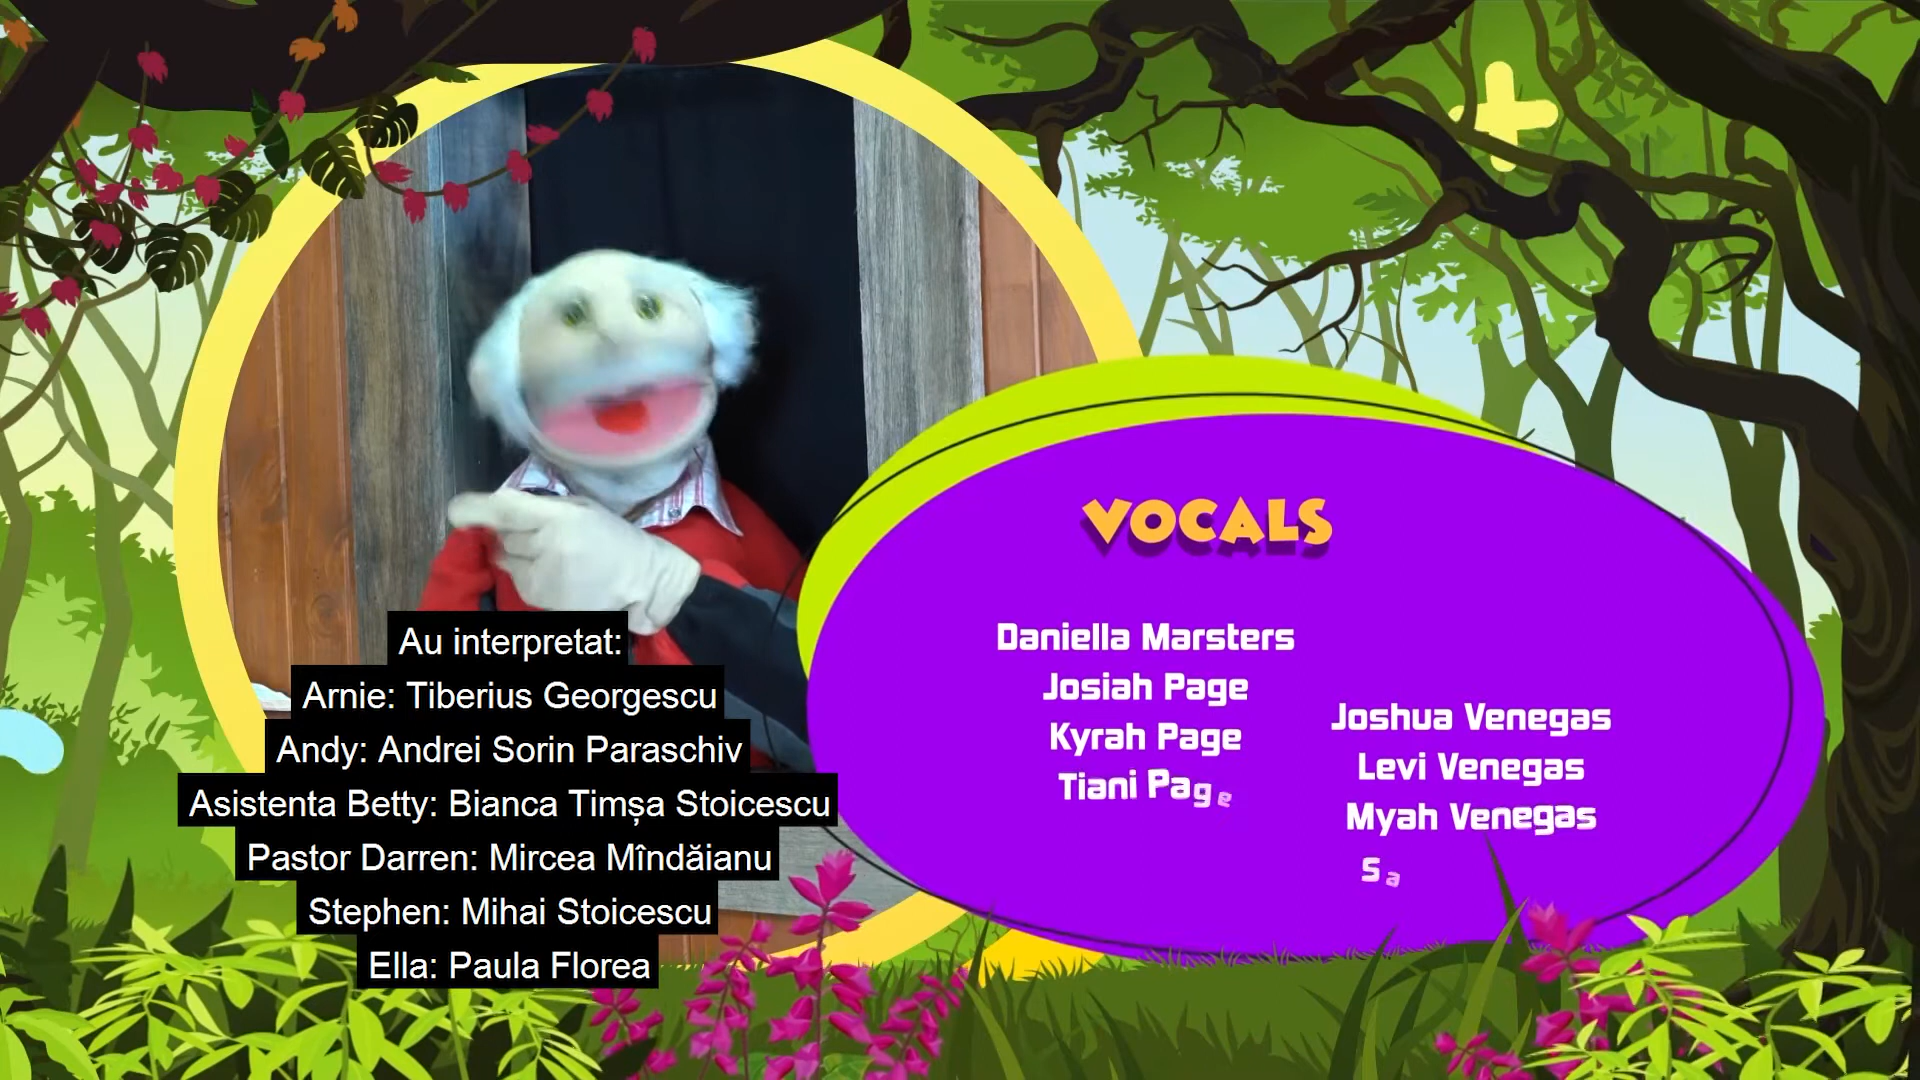 Au interpretat:
Arnie: Tiberius Georgescu
Andy: Andrei Sorin Paraschiv
Asistenta Betty: Bianca Timșa Stoicescu
Pastor Darren: Mircea Mîndăianu
Stephen: Mihai Stoicescu
Ella: Paula Florea
VOCALS
Daniella Marsters
Josiah Page
Kyrah Page
Tiani Page
Joshua Venegas
Levi Venegas
Myah Venegas
Sa